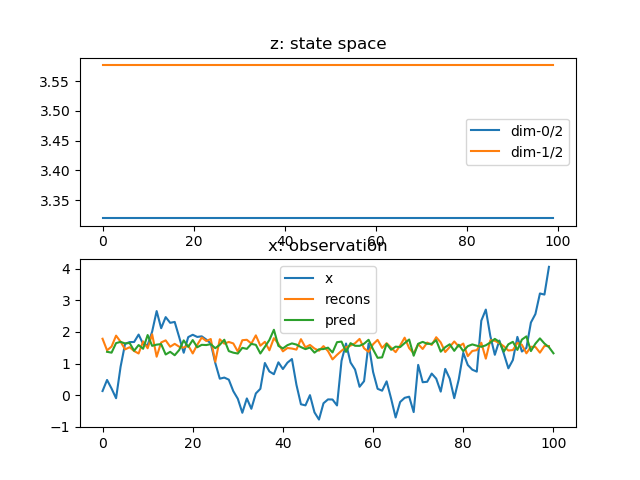 z: state space
3.55
3.50
3.45
3.40
3.35
dim-0/2
dim-1/2
0 20 40 60 80 100
x: observation
4
3
2
1
0
−1
x
recons
pred
0 20 40 60 80 100